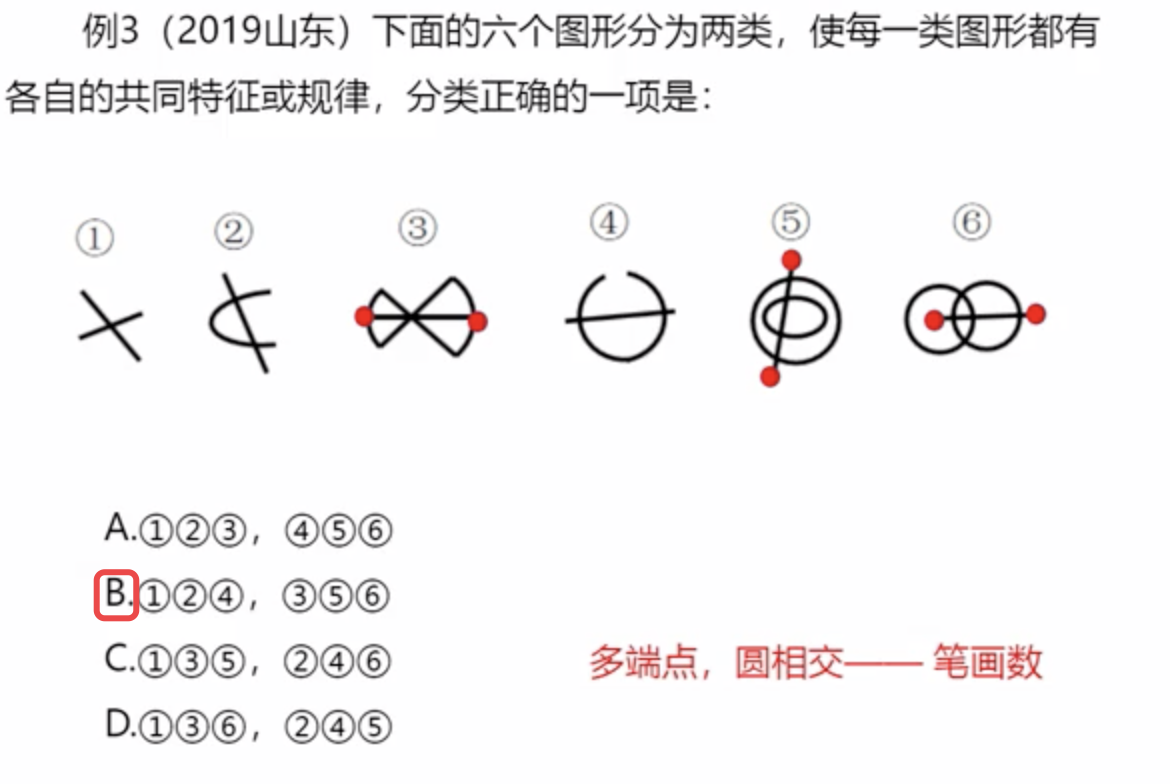 例3（2019山东）下面的六个图形分为两类，使每一类图形都有
各自的共同特征或规律，分类正确的一项是：
① ② ③ ④ ⑤ ⑥
A.①②③，④⑤⑥
B.①②④，③⑤⑥
C.①③⑤，②④⑥
D.①③⑥，②④⑤
多端点，圆相交—— 笔画数